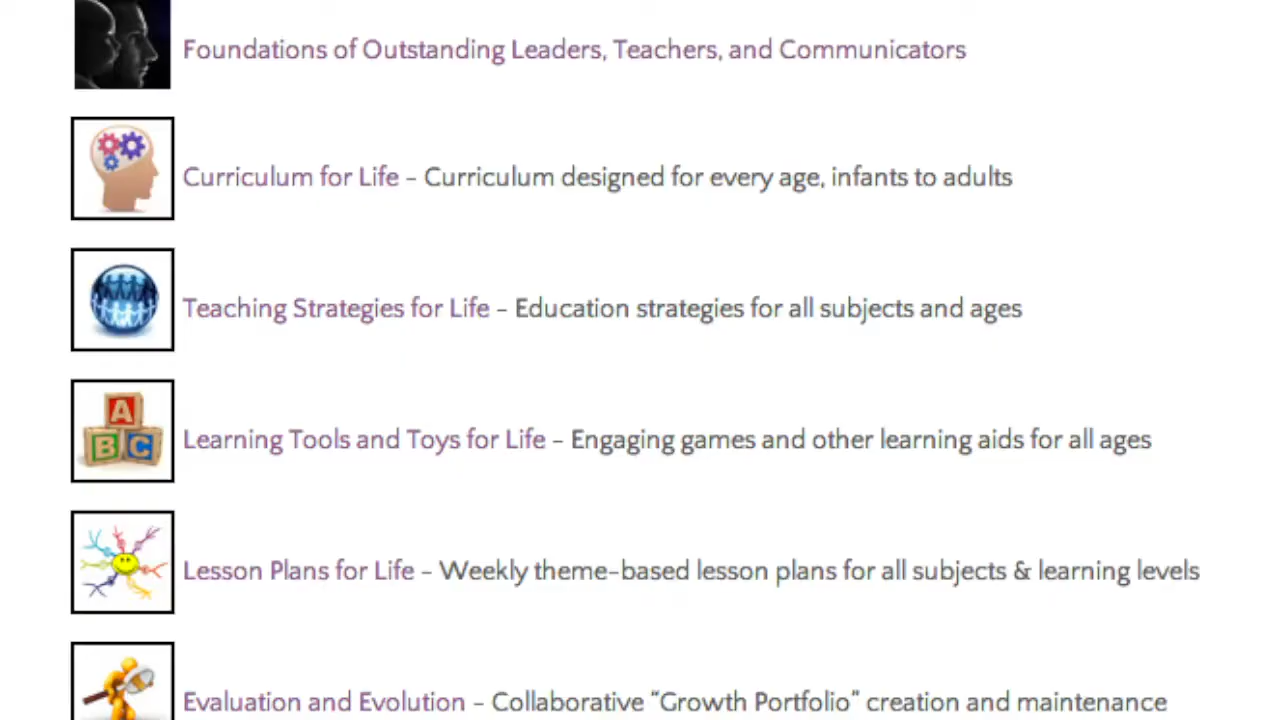 Foundations of Outstanding Leaders, Teachers, and Communicators
Curriculum for Life - Curriculum designed for every age, infants to adults
Teaching Strategies for Life - Education strategies for all subjects and ages
A
B C
Learning Tools and Toys for Life - Engaging games and other learning aids for all ages
Lesson Plans for Life - Weekly theme-based lesson plans for all subjects & learning levels
Evaluation and Evolution - Collaborative "Growth Portfolio" creation and maintenance